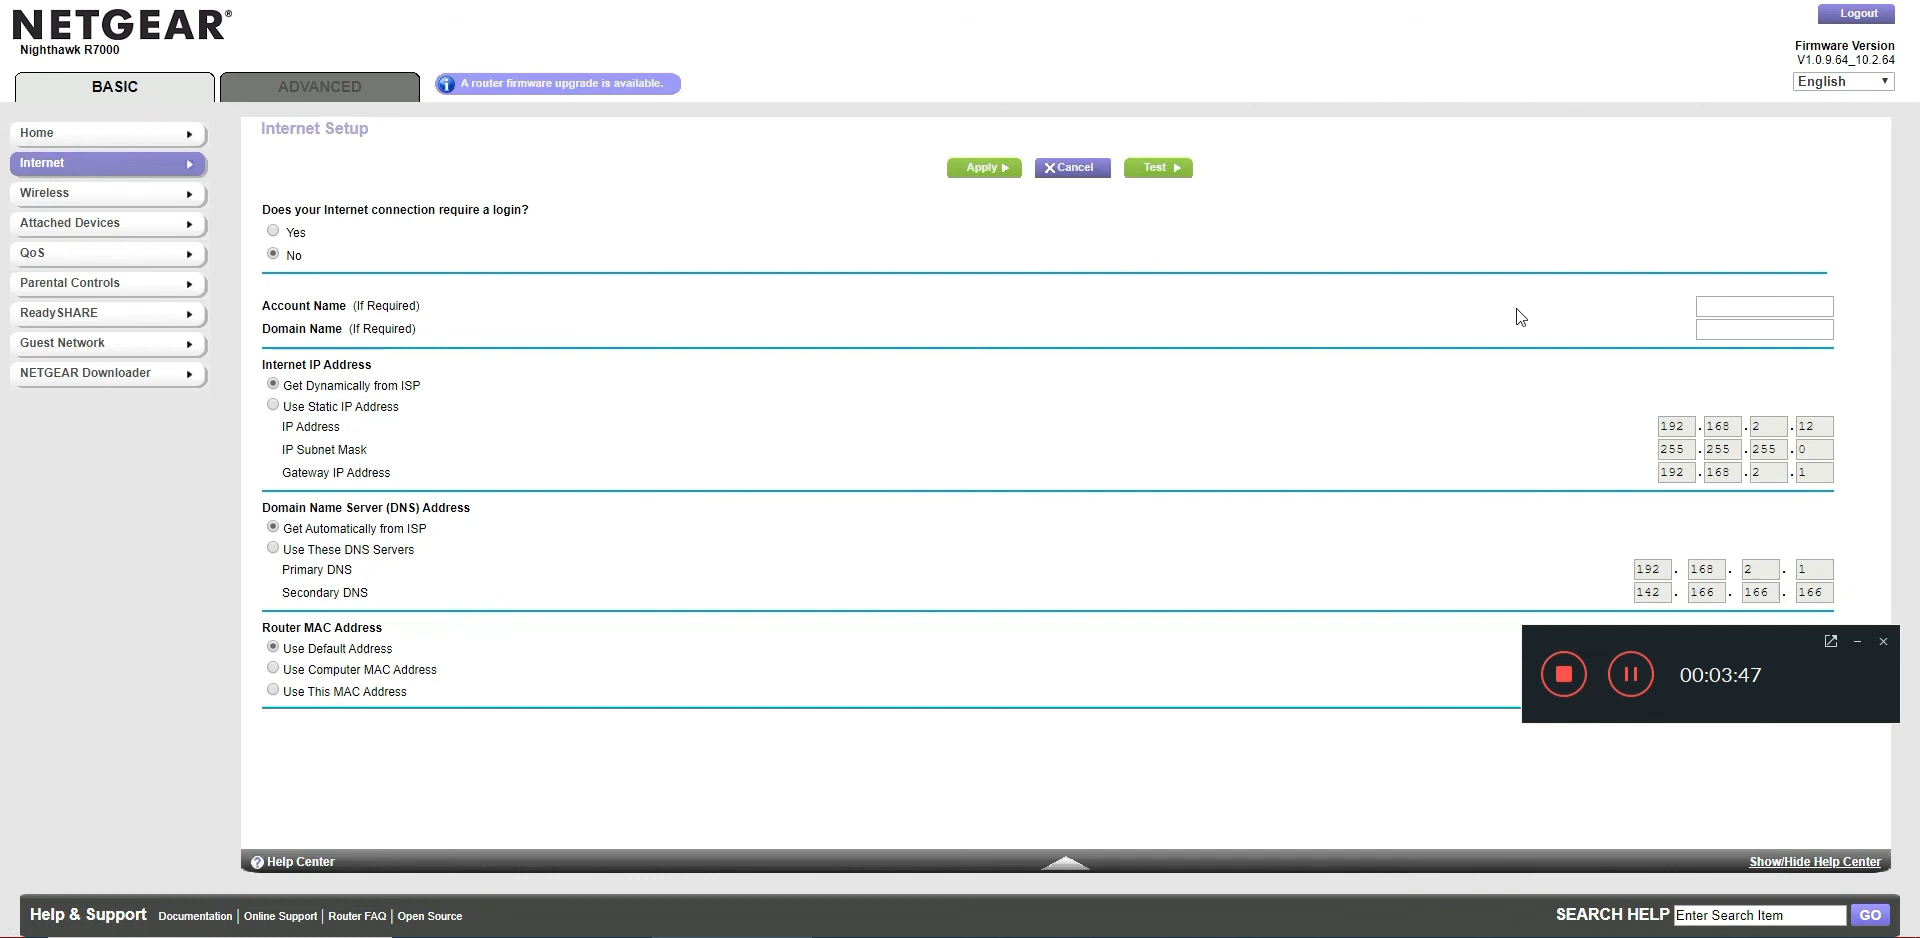 NETGEAR®
Nighthawk R7000
Logout
Firmware Version
V1.0.9.64_10.2.64
English
BASIC
ADVANCED
A router firmware upgrade is available.
Home
Internet
Wireless
Attached Devices
QoS
Parental Controls
ReadySHARE
Guest Network
NETGEAR Downloader
Internet Setup
Apply
Cancel
Test
Does your Internet connection require a login?
Yes
No
Account Name (If Required)
Domain Name (If Required)
Internet IP Address
Get Dynamically from ISP
Use Static IP Address
IP Address 192 . 168 . 2 . 12
IP Subnet Mask 255 . 255 . 255 . 0
Gateway IP Address 192 . 168 . 2 . 1
Domain Name Server (DNS) Address
Get Automatically from ISP
Use These DNS Servers
Primary DNS 192 . 168 . 2 . 1
Secondary DNS 142 . 166 . 166 . 166
Router MAC Address
Use Default Address
Use Computer MAC Address
Use This MAC Address
00:03:47
? Help Center
Show/Hide Help Center
Help & Support Documentation | Online Support | Router FAQ | Open Source
SEARCH HELP Enter Search Item GO